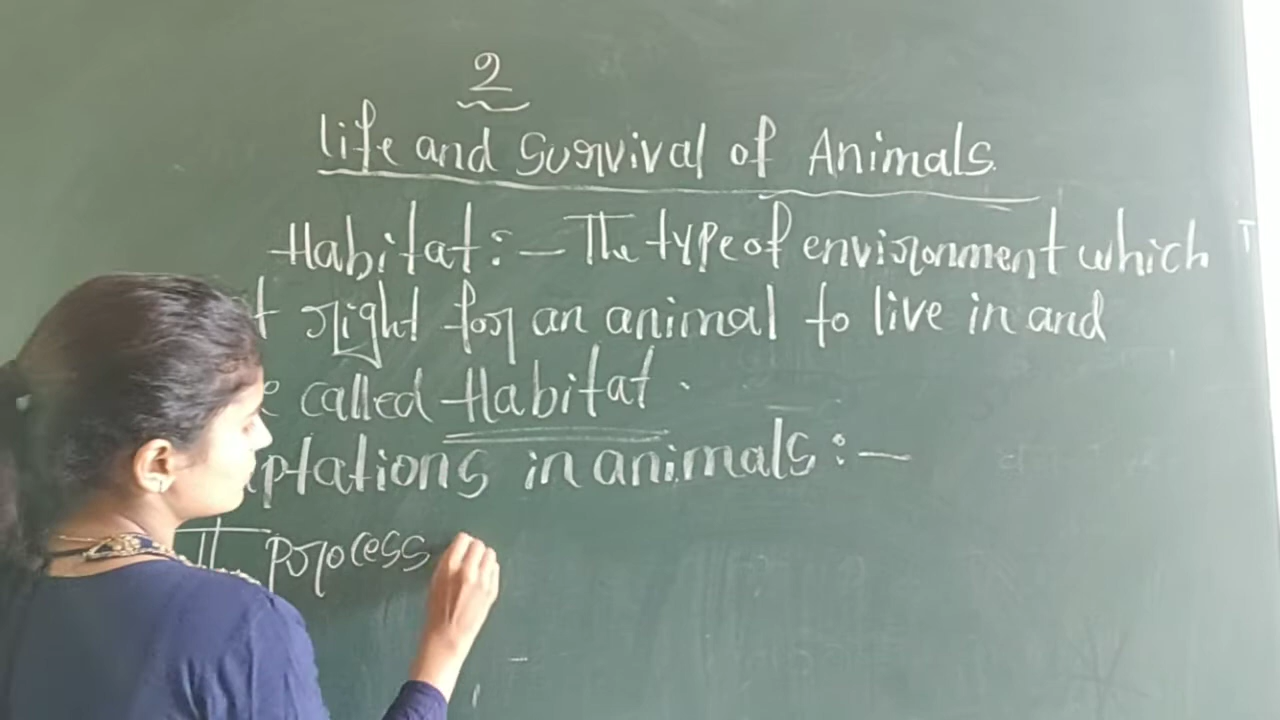 2
Life and Survival of Animals.
Habitat :- The type of environment which
right for an animal to live in and
called Habitat.
in animals :-
The process